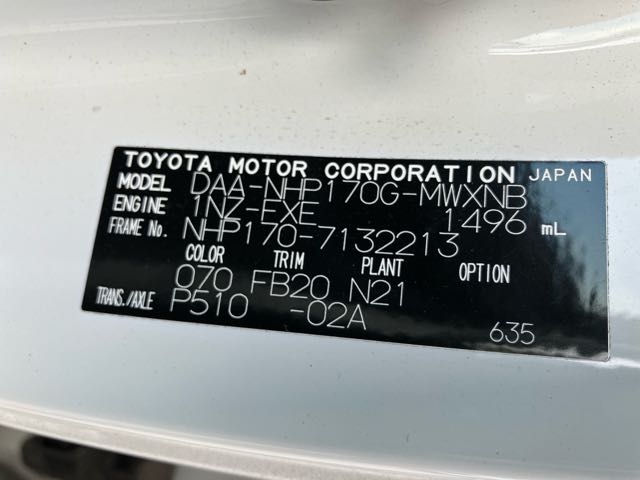 TOYOTA MOTOR CORPORATION JAPAN
MODEL DAA-NHP170G-MWXNB
ENGINE 1NZ-FXE 1496 mL
FRAME No. NHP170-7132213
COLOR TRIM PLANT OPTION
070 FB20 N21
TRANS./AXLE P510 -02A
635